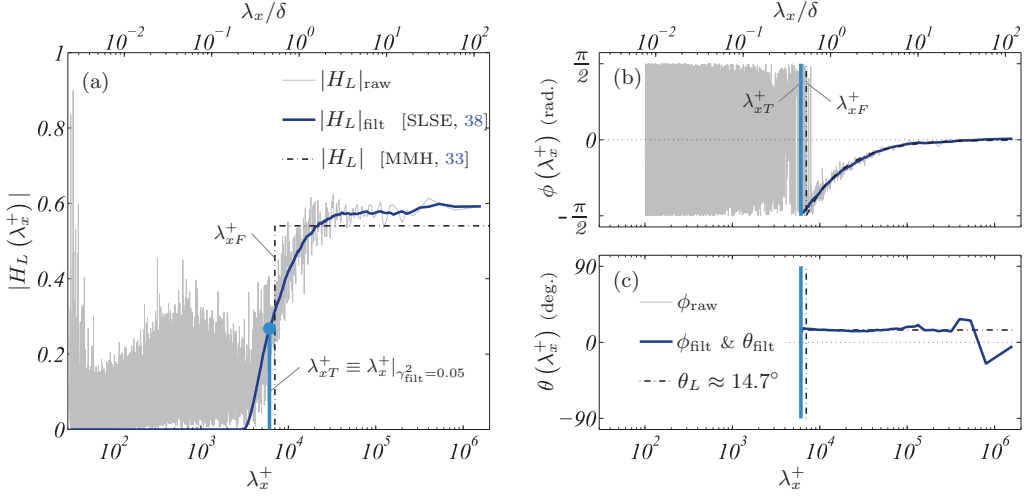 λx/δ
10^-2 10^-1 10^0 10^1 10^2
(a)
|H_L|raw
|H_L|filt [SLSE, 38]
|H_L| [MMH, 33]
λ+xF
λ+xT ≡ λ+x|γ²filt=0.05
1
0.8
0.6
0.4
0.2
0
|H_L(λ+x)|
10^2 10^3 10^4 10^5 10^6
λ+x
λx/δ
10^-2 10^-1 10^0 10^1 10^2
(b)
λ+xT
λ+xF
π/2
0
-π/2
φ(λ+x) (rad.)
(c)
φraw
φfilt & θfilt
θL ≈ 14.7°
90
0
−90
θ(λ+x) (deg.)
10^2 10^3 10^4 10^5 10^6
λ+x